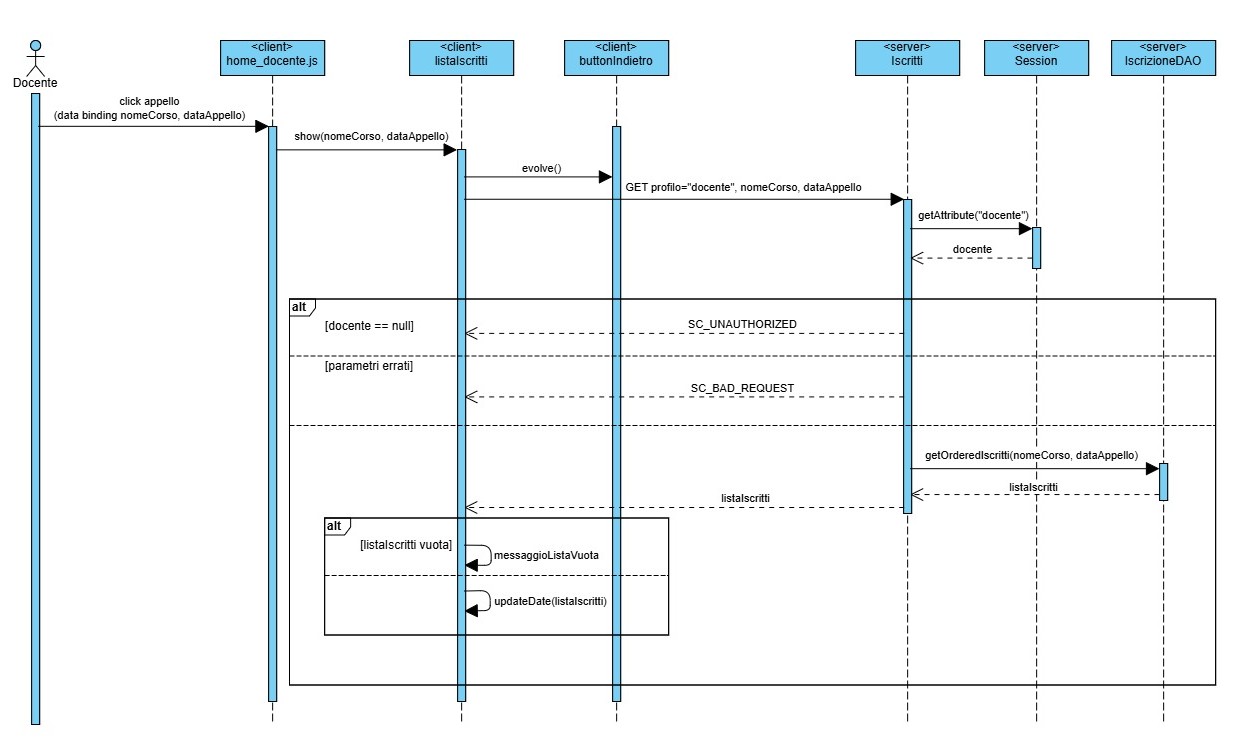 <client>
home_docente.js
<client>
listaIscritti
<client>
buttonIndietro
<server>
Iscritti
<server>
Session
<server>
IscrizioneDAO
Docente
click appello
(data binding nomeCorso, dataAppello)
show(nomeCorso, dataAppello)
evolve()
GET profilo="docente", nomeCorso, dataAppello
getAttribute("docente")
docente
alt
[docente == null]
SC_UNAUTHORIZED
[parametri errati]
SC_BAD_REQUEST
getOrderedIscritti(nomeCorso, dataAppello)
listaIscritti
listaIscritti
alt
[listaIscritti vuota]
messaggioListaVuota
updateDate(listaIscritti)